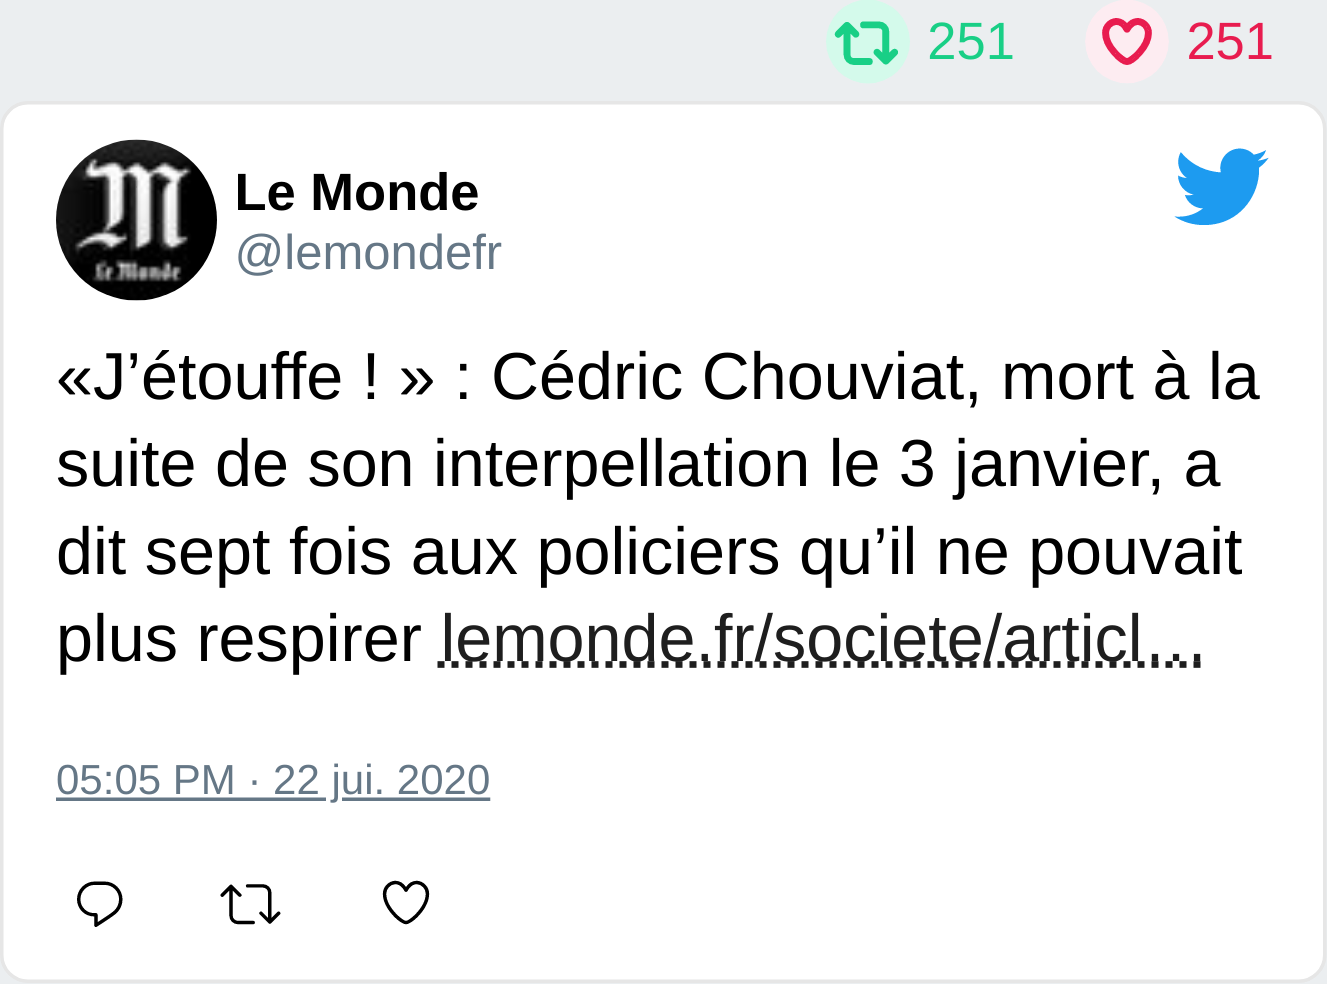 251 251
Le Monde
Le Monde
@lemondefr
«J’étouffe ! » : Cédric Chouviat, mort à la
suite de son interpellation le 3 janvier, a
dit sept fois aux policiers qu’il ne pouvait
plus respirer lemonde.fr/societe/articl…
05:05 PM · 22 jui. 2020